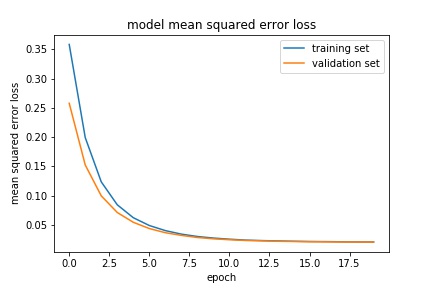 model mean squared error loss
training set
validation set
mean squared error loss
0.35
0.30
0.25
0.20
0.15
0.10
0.05
0.0 2.5 5.0 7.5 10.0 12.5 15.0 17.5
epoch